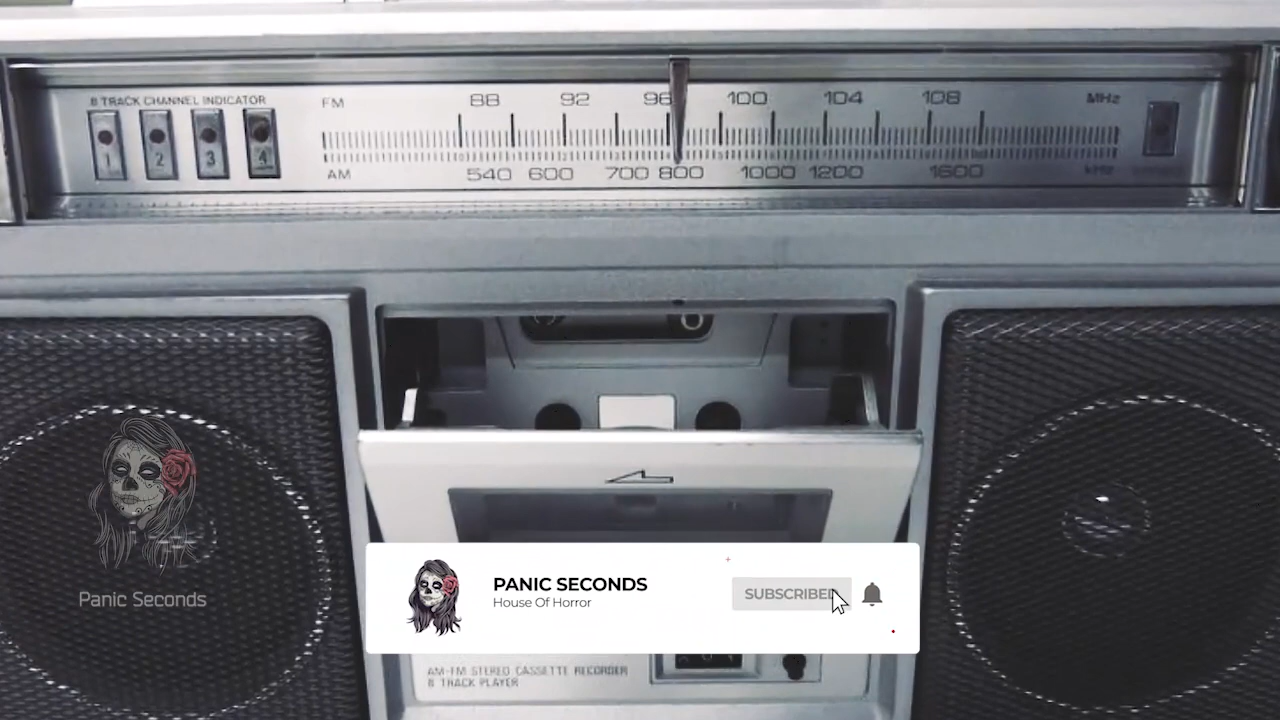 8 TRACK CHANNEL INDICATOR
1 2 3 4
FM 88 92 96 100 104 108 MHz
AM 540 600 700 800 1000 1200 1600 kHz
Panic Seconds
PANIC SECONDS
House Of Horror
SUBSCRIBED
AM-FM STEREO CASSETTE RECORDER
8 TRACK PLAYER